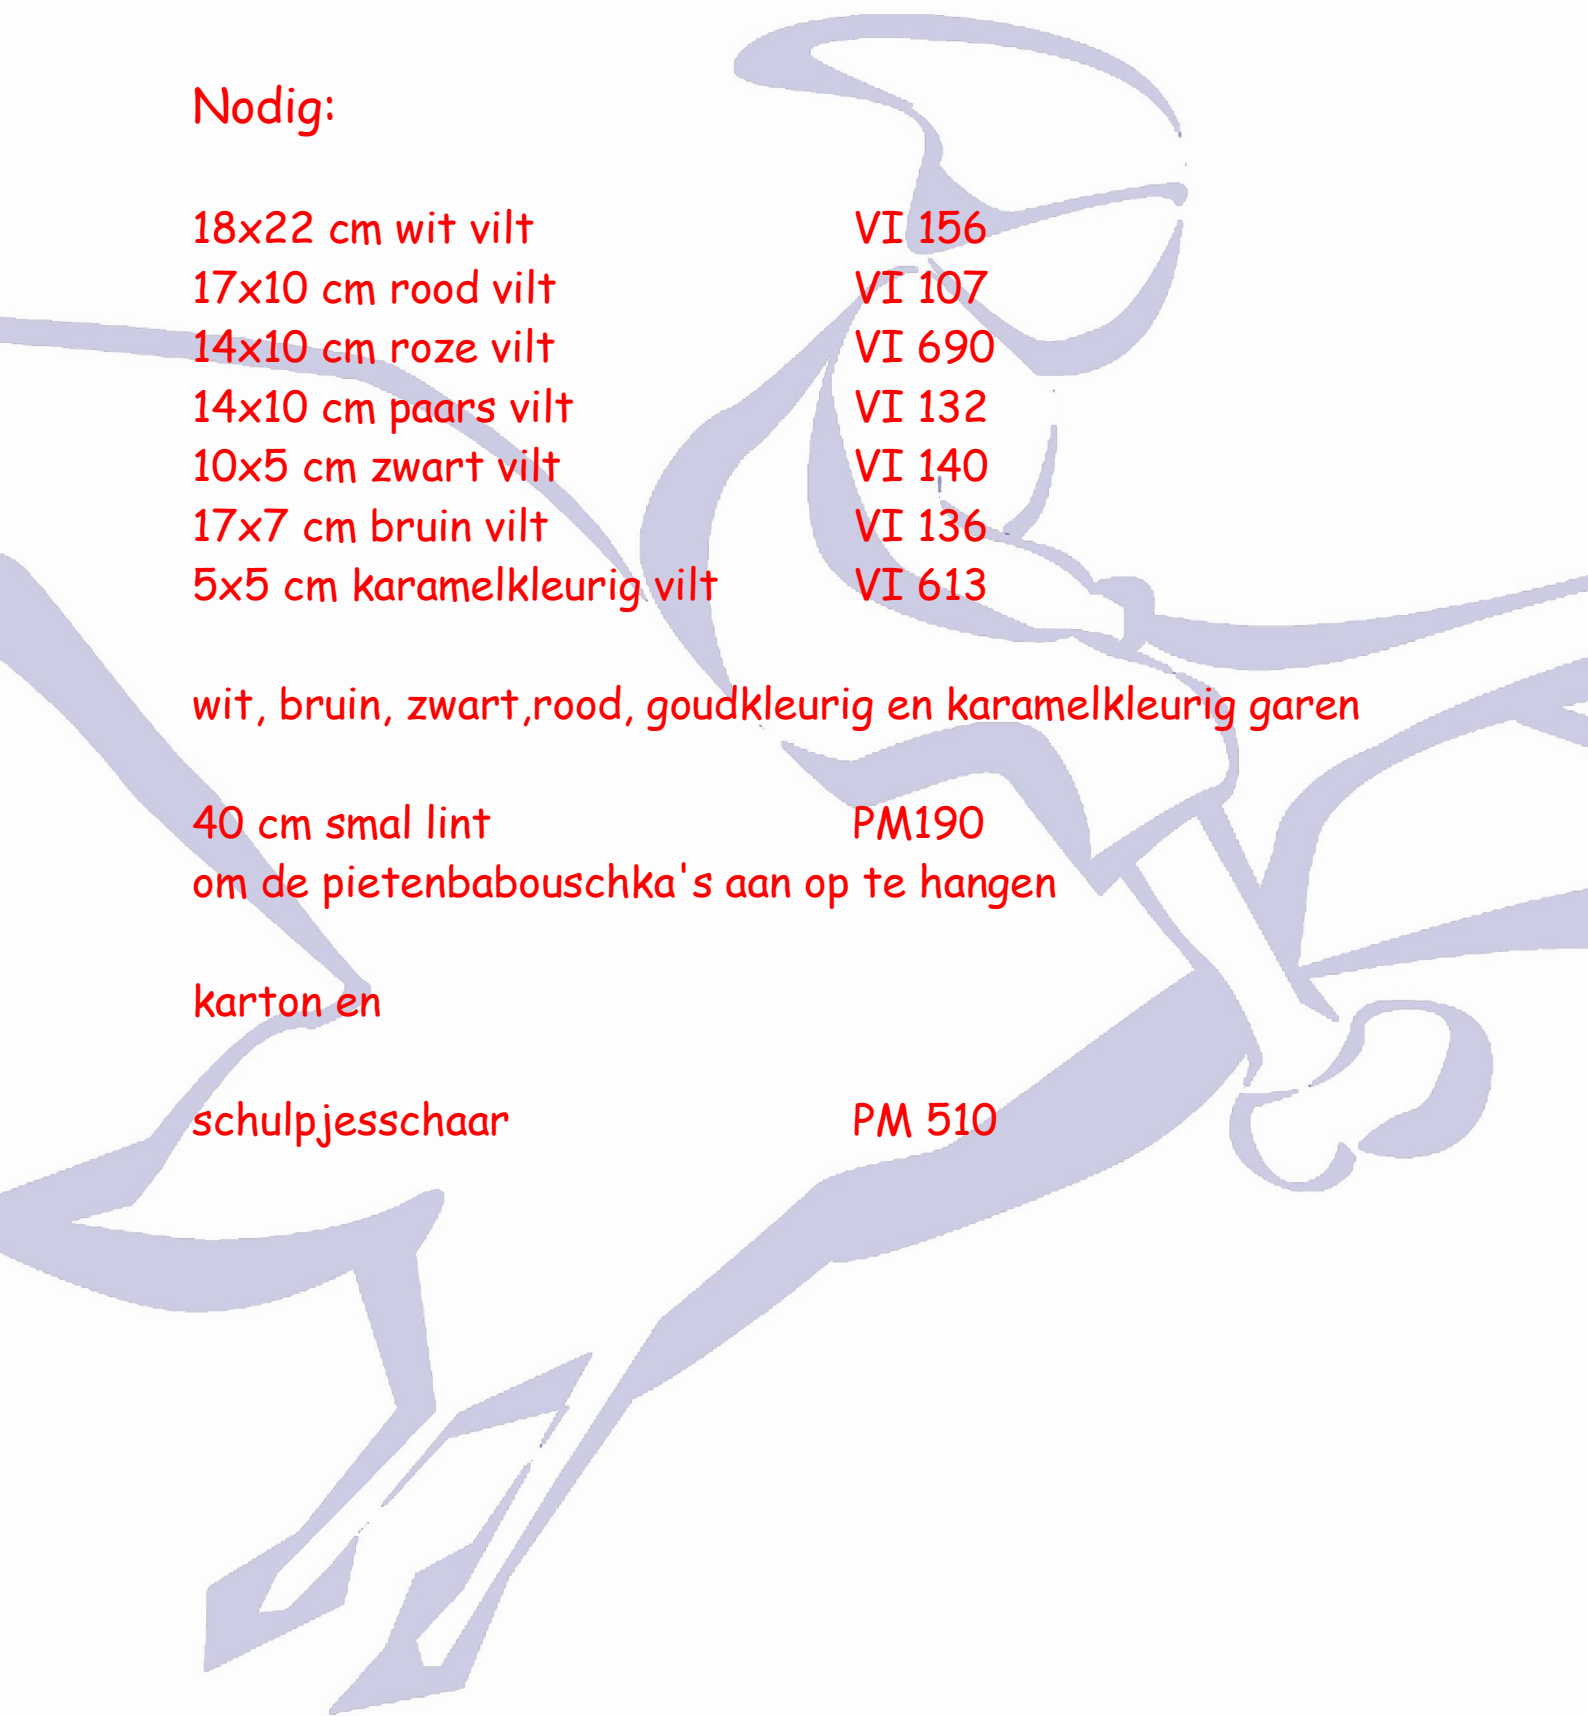 Nodig:
18x22 cm wit vilt VI 156
17x10 cm rood vilt VI 107
14x10 cm roze vilt VI 690
14x10 cm paars vilt VI 132
10x5 cm zwart vilt VI 140
17x7 cm bruin vilt VI 136
5x5 cm karamelkleurig vilt VI 613
wit, bruin, zwart,rood, goudkleurig en karamelkleurig garen
40 cm smal lint PM190
om de pietenbabouschka's aan op te hangen
karton en
schulpjesschaar PM 510